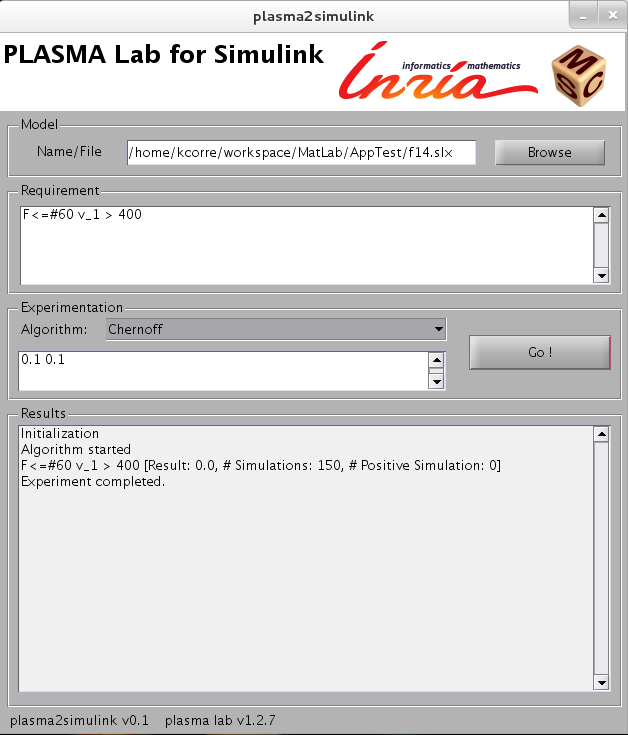 plasma2simulink
PLASMA Lab for Simulink
informatics mathematics
Inria
MSC
Model
Name/File /home/kcorre/workspace/MatLab/AppTest/f14.slx Browse
Requirement
F<=#60 v_1 > 400
Experimentation
Algorithm: Chernoff
Go !
0.1 0.1
Results
Initialization
Algorithm started
F<=#60 v_1 > 400 [Result: 0.0, # Simulations: 150, # Positive Simulation: 0]
Experiment completed.
plasma2simulink v0.1 plasma lab v1.2.7